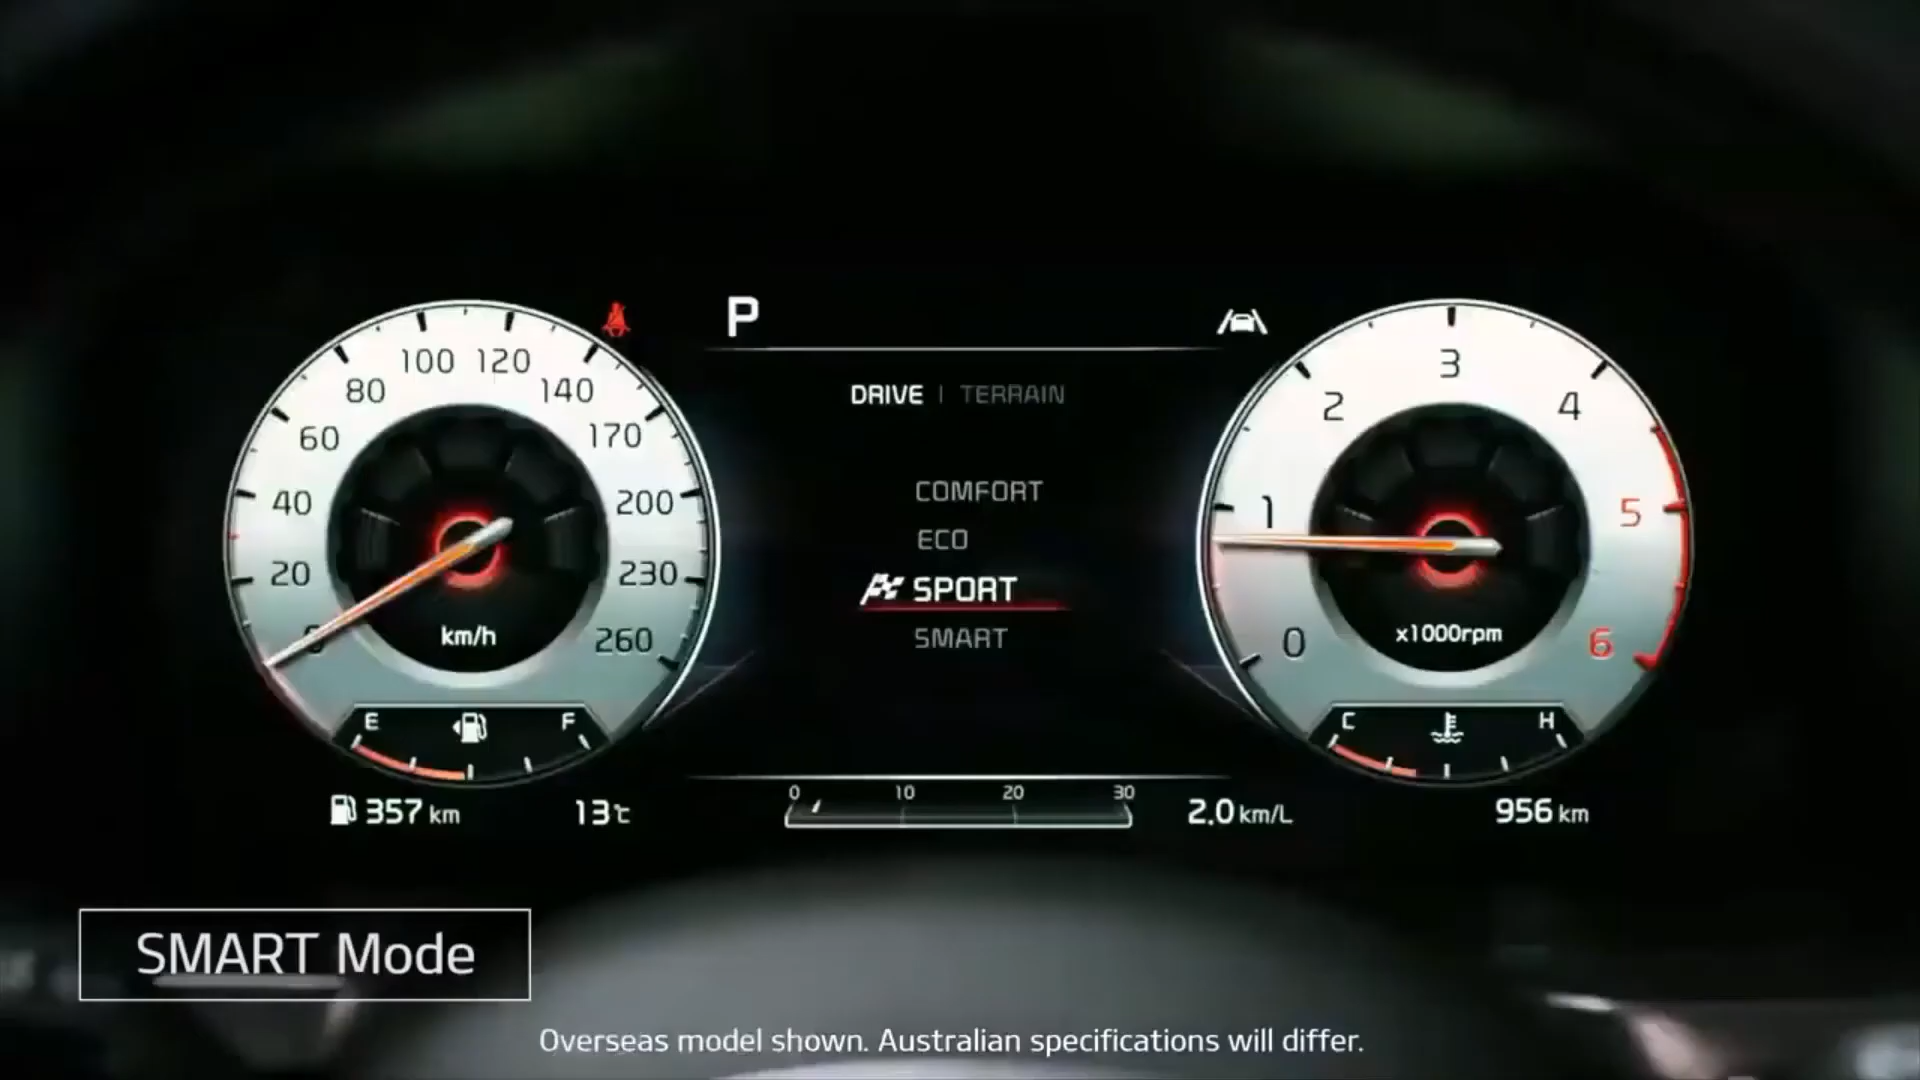 P
DRIVE | TERRAIN
COMFORT
ECO
SPORT
SMART
0
20
40
60
80
100
120
140
170
200
230
260
km/h
E
F
0
1
2
3
4
5
6
x1000rpm
C
H
357 km
13℃
0
10
20
30
2.0 km/L
956 km
SMART Mode
Overseas model shown. Australian specifications will differ.